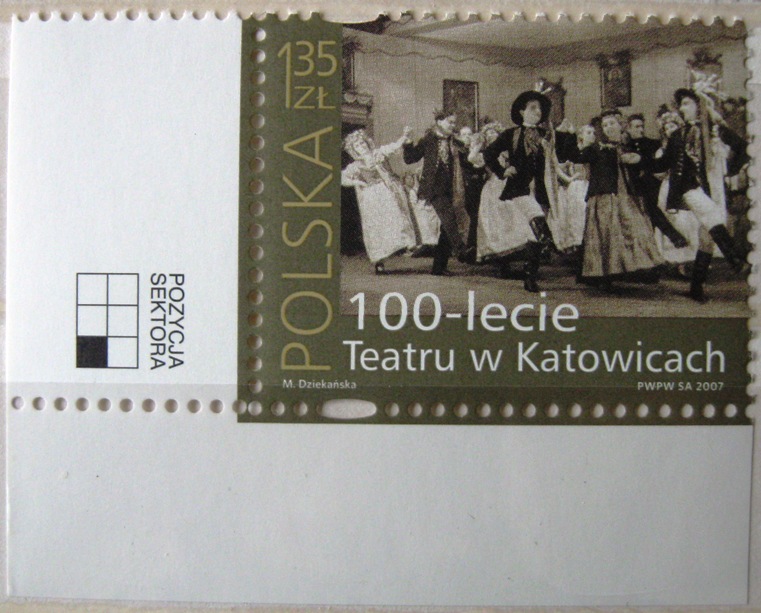 1,35
ZŁ
POLSKA
100-lecie
Teatru w Katowicach
M. Dziekańska
PWPW SA 2007
POZYCJA
SEKTORA